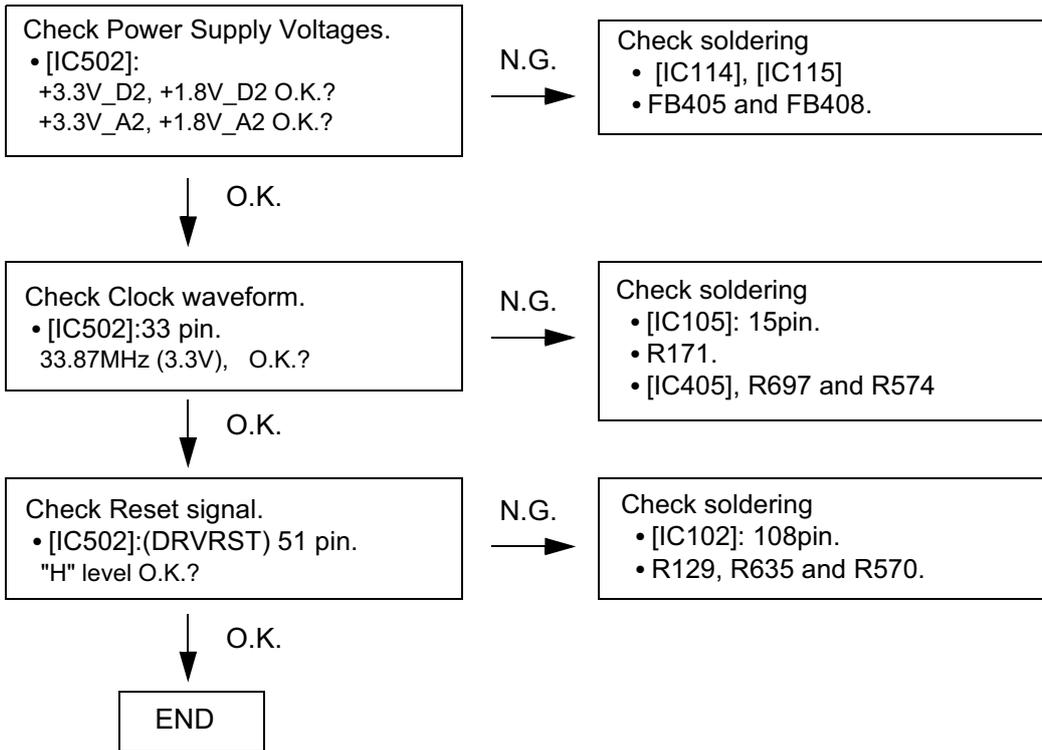 Check Power Supply Voltages.
• [IC502]:
+3.3V_D2, +1.8V_D2 O.K.?
+3.3V_A2, +1.8V_A2 O.K.?
N.G.
Check soldering
• [IC114], [IC115]
• FB405 and FB408.
O.K.
Check Clock waveform.
• [IC502]:33 pin.
33.87MHz (3.3V), O.K.?
N.G.
Check soldering
• [IC105]: 15pin.
• R171.
• [IC405], R697 and R574
O.K.
Check Reset signal.
• [IC502]:(DRVRST) 51 pin.
"H" level O.K.?
N.G.
Check soldering
• [IC102]: 108pin.
• R129, R635 and R570.
O.K.
END